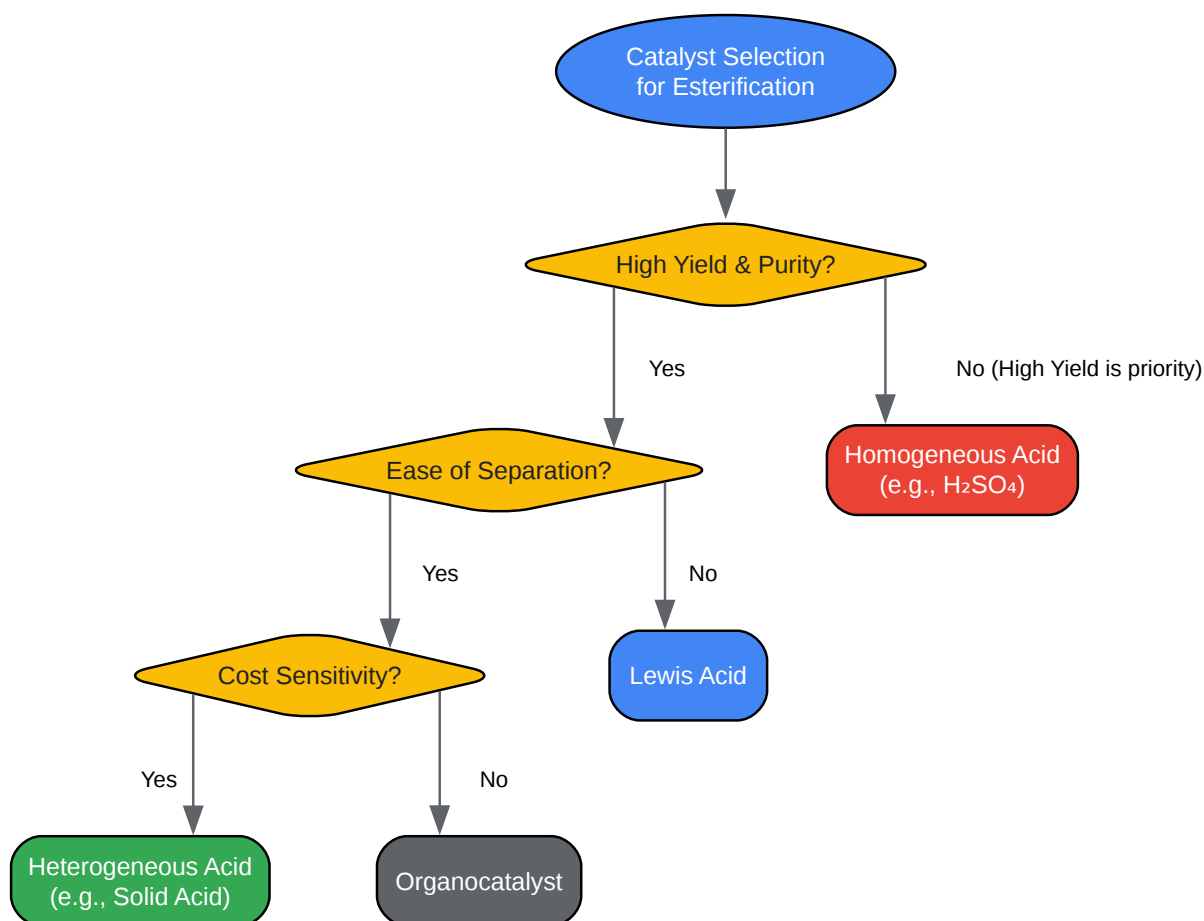 Catalyst Selection
for Esterification
High Yield & Purity?
Yes
No (High Yield is priority)
Homogeneous Acid
(e.g., H₂SO₄)
Ease of Separation?
Yes
No
Lewis Acid
Cost Sensitivity?
Yes
No
Heterogeneous Acid
(e.g., Solid Acid)
Organocatalyst